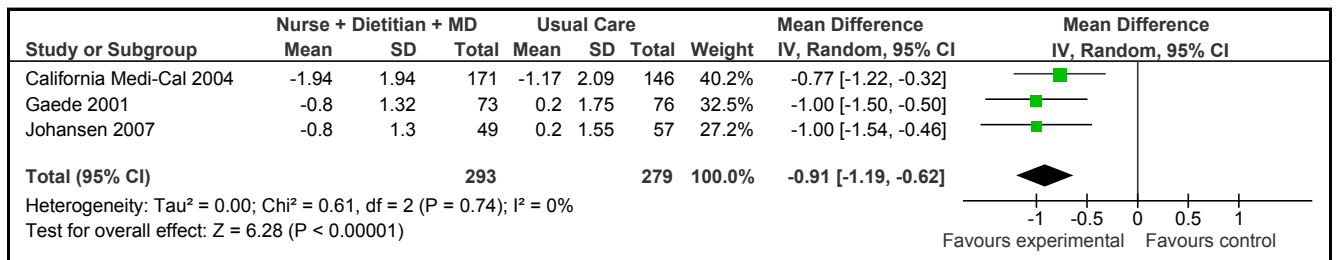 Nurse + Dietitian + MD Usual Care Mean Difference Mean Difference
Study or Subgroup Mean SD Total Mean SD Total Weight IV, Random, 95% CI IV, Random, 95% CI
California Medi-Cal 2004 -1.94 1.94 171 -1.17 2.09 146 40.2% -0.77 [-1.22, -0.32]
Gaede 2001 -0.8 1.32 73 0.2 1.75 76 32.5% -1.00 [-1.50, -0.50]
Johansen 2007 -0.8 1.3 49 0.2 1.55 57 27.2% -1.00 [-1.54, -0.46]
Total (95% CI) 293 279 100.0% -0.91 [-1.19, -0.62]
Heterogeneity: Tau² = 0.00; Chi² = 0.61, df = 2 (P = 0.74); I² = 0%
Test for overall effect: Z = 6.28 (P < 0.00001)
-1 -0.5 0 0.5 1
Favours experimental Favours control